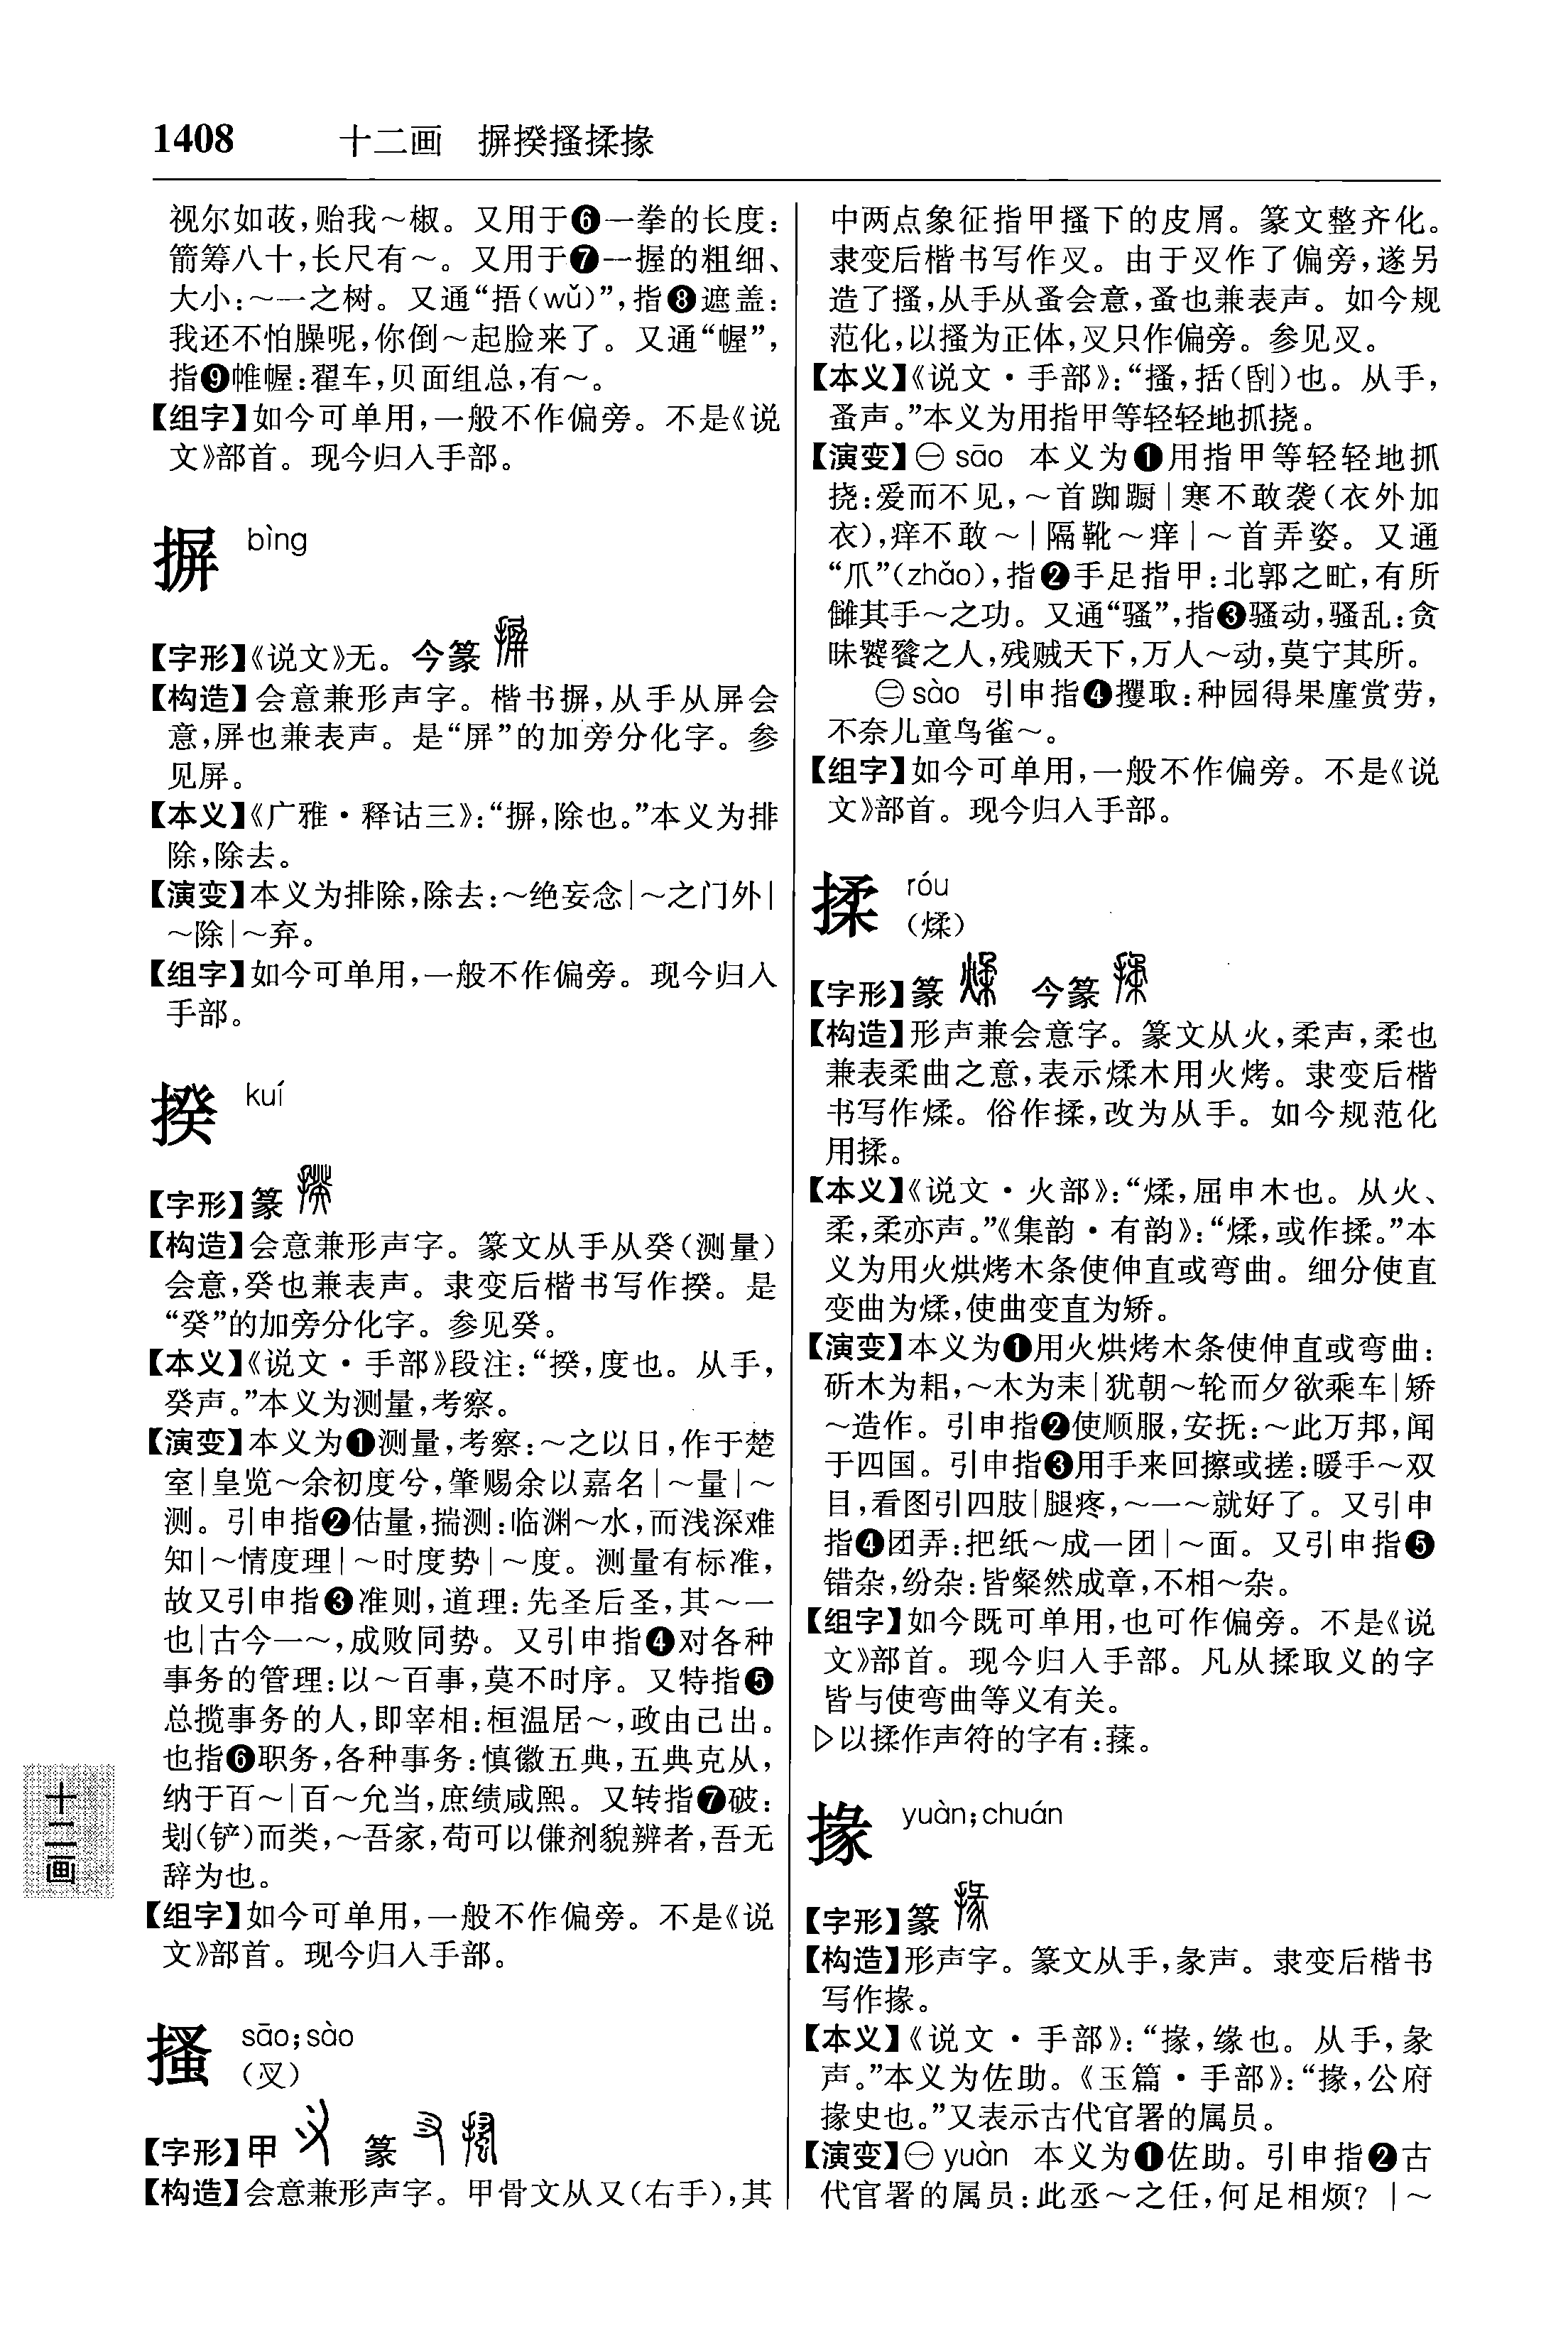 1408 十二画 摒揆搔揉掾
视尔如荍,贻我～椒。又用于❻一拳的长度:
箭筹八十,长尺有～。又用于❼一握的粗细、
大小:～一之树。又通“捂(wǔ)”,指❽遮盖:
我还不怕臊呢,你倒～起脸来了。又通“幄”,
指❾帷幄:翟车,贝面组总,有～。
【组字】如今可单用,一般不作偏旁。不是《说
文》部首。现今归入手部。
摒 bìng
【字形】《说文》无。今篆
【构造】会意兼形声字。楷书摒,从手从屏会
意,屏也兼表声。是“屏”的加旁分化字。参
见屏。
【本义】《广雅·释诂三》:“摒,除也。”本义为排
除,除去。
【演变】本义为排除,除去:～绝妄念|～之门外|
～除|～弃。
【组字】如今可单用,一般不作偏旁。现今归入
手部。
揆 kuí
【字形】篆
【构造】会意兼形声字。篆文从手从癸(测量)
会意,癸也兼表声。隶变后楷书写作揆。是
“癸”的加旁分化字。参见癸。
【本义】《说文·手部》段注:“揆,度也。从手,
癸声。”本义为测量,考察。
【演变】本义为❶测量,考察:～之以日,作于楚
室|皇览～余初度兮,肇赐余以嘉名|～量|～
测。引申指❷估量,揣测:临渊～水,而浅深难
知|～情度理|～时度势|～度。测量有标准,
故又引申指❸准则,道理:先圣后圣,其～一
也|古今一～,成败同势。又引申指❹对各种
事务的管理:以～百事,莫不时序。又特指❺
总揽事务的人,即宰相:桓温居～,政由己出。
也指❻职务,各种事务:慎徽五典,五典克从,
纳于百～|百～允当,庶绩咸熙。又转指❼破:
划(铲)而类,～吾家,苟可以傔剂貌辨者,吾无
辞为也。
【组字】如今可单用,一般不作偏旁。不是《说
文》部首。现今归入手部。
搔 sāo;sào
(㕚)
【字形】甲 篆
【构造】会意兼形声字。甲骨文从又(右手),其
中两点象征指甲搔下的皮屑。篆文整齐化。
隶变后楷书写作㕚。由于㕚作了偏旁,遂另
造了搔,从手从蚤会意,蚤也兼表声。如今规
范化,以搔为正体,㕚只作偏旁。参见㕚。
【本义】《说文·手部》:“搔,括(刮)也。从手,
蚤声。”本义为用指甲等轻轻地抓挠。
【演变】㊀ sāo 本义为❶用指甲等轻轻地抓
挠:爱而不见,～首踟蹰|寒不敢袭(衣外加
衣),痒不敢～|隔靴～痒|～首弄姿。又通
“爪”(zhǎo),指❷手足指甲:北郭之甿,有所
雠其手～之功。又通“骚”,指❸骚动,骚乱:贪
昧饕餮之人,残贼天下,万人～动,莫宁其所。
㊁ sào 引申指❹攫取:种园得果廑赏劳,
不奈儿童鸟雀～。
【组字】如今可单用,一般不作偏旁。不是《说
文》部首。现今归入手部。
揉 róu
(煣)
【字形】篆 今篆
【构造】形声兼会意字。篆文从火,柔声,柔也
兼表柔曲之意,表示煣木用火烤。隶变后楷
书写作煣。俗作揉,改为从手。如今规范化
用揉。
【本义】《说文·火部》:“煣,屈申木也。从火、
柔,柔亦声。”《集韵·有韵》:“煣,或作揉。”本
义为用火烘烤木条使伸直或弯曲。细分使直
变曲为煣,使曲变直为矫。
【演变】本义为❶用火烘烤木条使伸直或弯曲:
斫木为耜,～木为耒|犹朝～轮而夕欲乘车|矫
～造作。引申指❷使顺服,安抚:～此万邦,闻
于四国。引申指❸用手来回擦或搓:暖手～双
目,看图引四肢|腿疼,～一～就好了。又引申
指❹团弄:把纸～成一团|～面。又引申指❺
错杂,纷杂:皆粲然成章,不相～杂。
【组字】如今既可单用,也可作偏旁。不是《说
文》部首。现今归入手部。凡从揉取义的字
皆与使弯曲等义有关。
▷以揉作声符的字有:蓤。
掾 yuàn;chuán
【字形】篆
【构造】形声字。篆文从手,彖声。隶变后楷书
写作掾。
【本义】《说文·手部》:“掾,缘也。从手,彖
声。”本义为佐助。《玉篇·手部》:“掾,公府
掾史也。”又表示古代官署的属员。
【演变】㊀ yuàn 本义为❶佐助。引申指❷古
代官署的属员:此丞～之任,何足相烦?|～
十二画